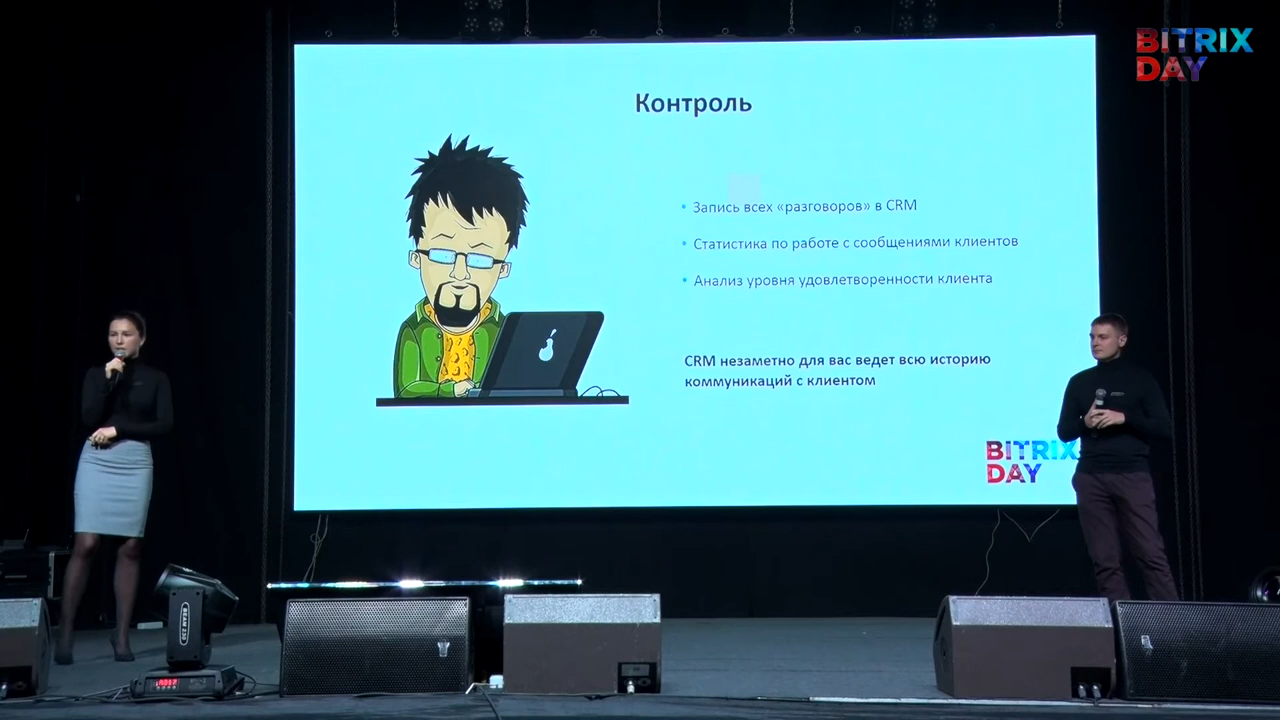 BITRIX
DAY
Контроль
• Запись всех «разговоров» в CRM
• Статистика по работе с сообщениями клиентов
• Анализ уровня удовлетворенности клиента
CRM незаметно для вас ведет всю историю
коммуникаций с клиентом
BITRIX
DAY